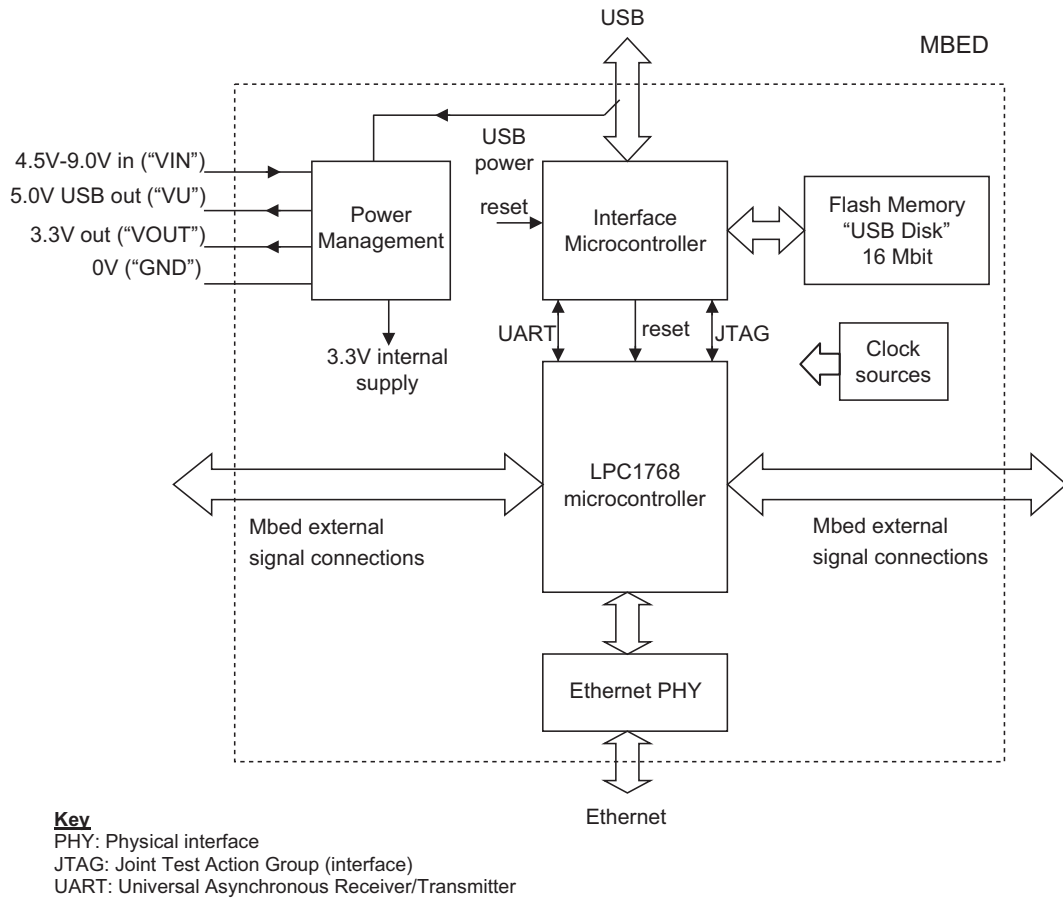 USB
MBED
USB
power
4.5V-9.0V in (“VIN”)
5.0V USB out (“VU”)
3.3V out (“VOUT”)
0V (“GND”)
Power
Management
reset
Interface
Microcontroller
Flash Memory
“USB Disk”
16 Mbit
UART
reset
JTAG
3.3V internal
supply
Clock
sources
LPC1768
microcontroller
Mbed external
signal connections
Mbed external
signal connections
Ethernet PHY
Ethernet
Key
PHY: Physical interface
JTAG: Joint Test Action Group (interface)
UART: Universal Asynchronous Receiver/Transmitter